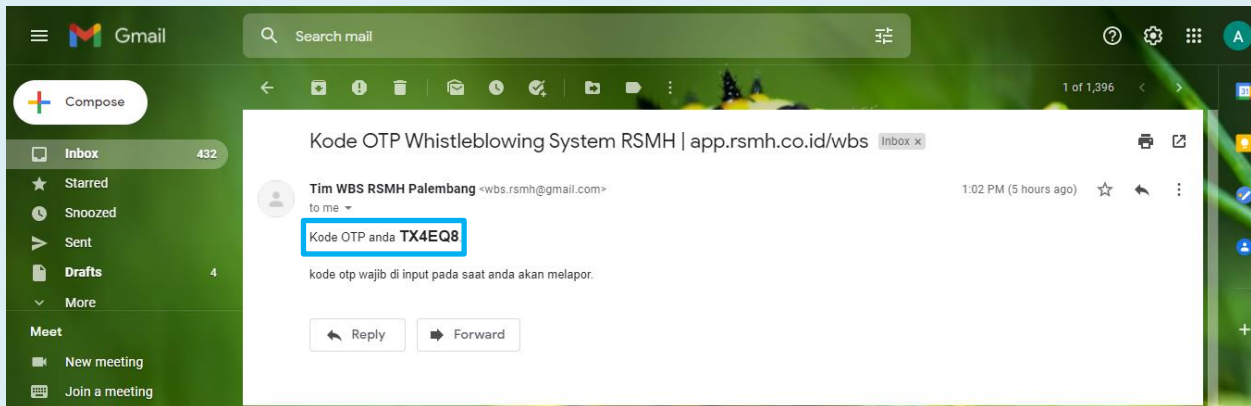 Gmail
Search mail
A
Compose
1 of 1,396
31
Kode OTP Whistleblowing System RSMH | app.rsmh.co.id/wbs Inbox x
Inbox 432
Starred
Tim WBS RSMH Palembang <wbs.rsmh@gmail.com> 1:02 PM (5 hours ago)
to me
Snoozed
Kode OTP anda TX4EQ8.
Sent
Drafts 4
kode otp wajib di input pada saat anda akan melapor.
More
Meet
Reply Forward
New meeting
Join a meeting